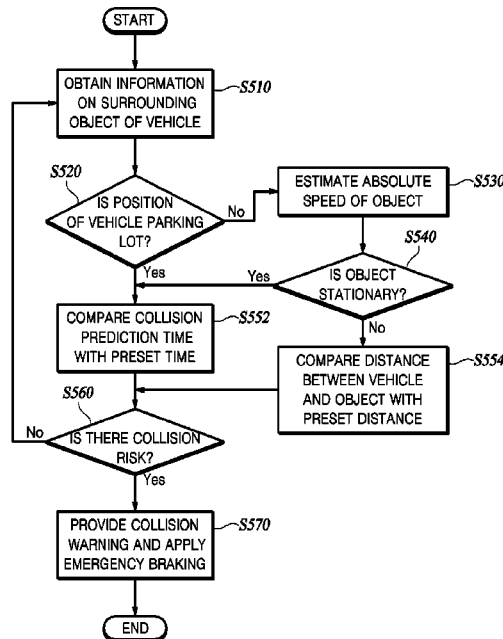 START
OBTAIN INFORMATION
ON SURROUNDING
OBJECT OF VEHICLE
S510
S520
IS POSITION
OF VEHICLE PARKING
LOT?
No
Yes
ESTIMATE ABSOLUTE
SPEED OF OBJECT
S530
S540
IS OBJECT
STATIONARY?
Yes
No
COMPARE COLLISION
PREDICTION TIME
WITH PRESET TIME
S552
COMPARE DISTANCE
BETWEEN VEHICLE
AND OBJECT WITH
PRESET DISTANCE
S554
S560
IS THERE COLLISION
RISK?
No
Yes
PROVIDE COLLISION
WARNING AND APPLY
EMERGENCY BRAKING
S570
END